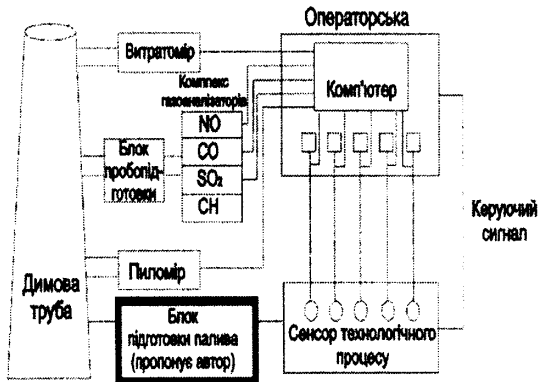 Операторська
Витратомір
Комплекс
газоаналізаторів
Комп'ютер
NO
CO
SO₂
CH
Блок
пробопід-
готовки
Керуючий
сигнал
Пиломір
Димова
труба
Блок
підготовки палива
(пропонує автор)
Сенсор технологічного
процесу